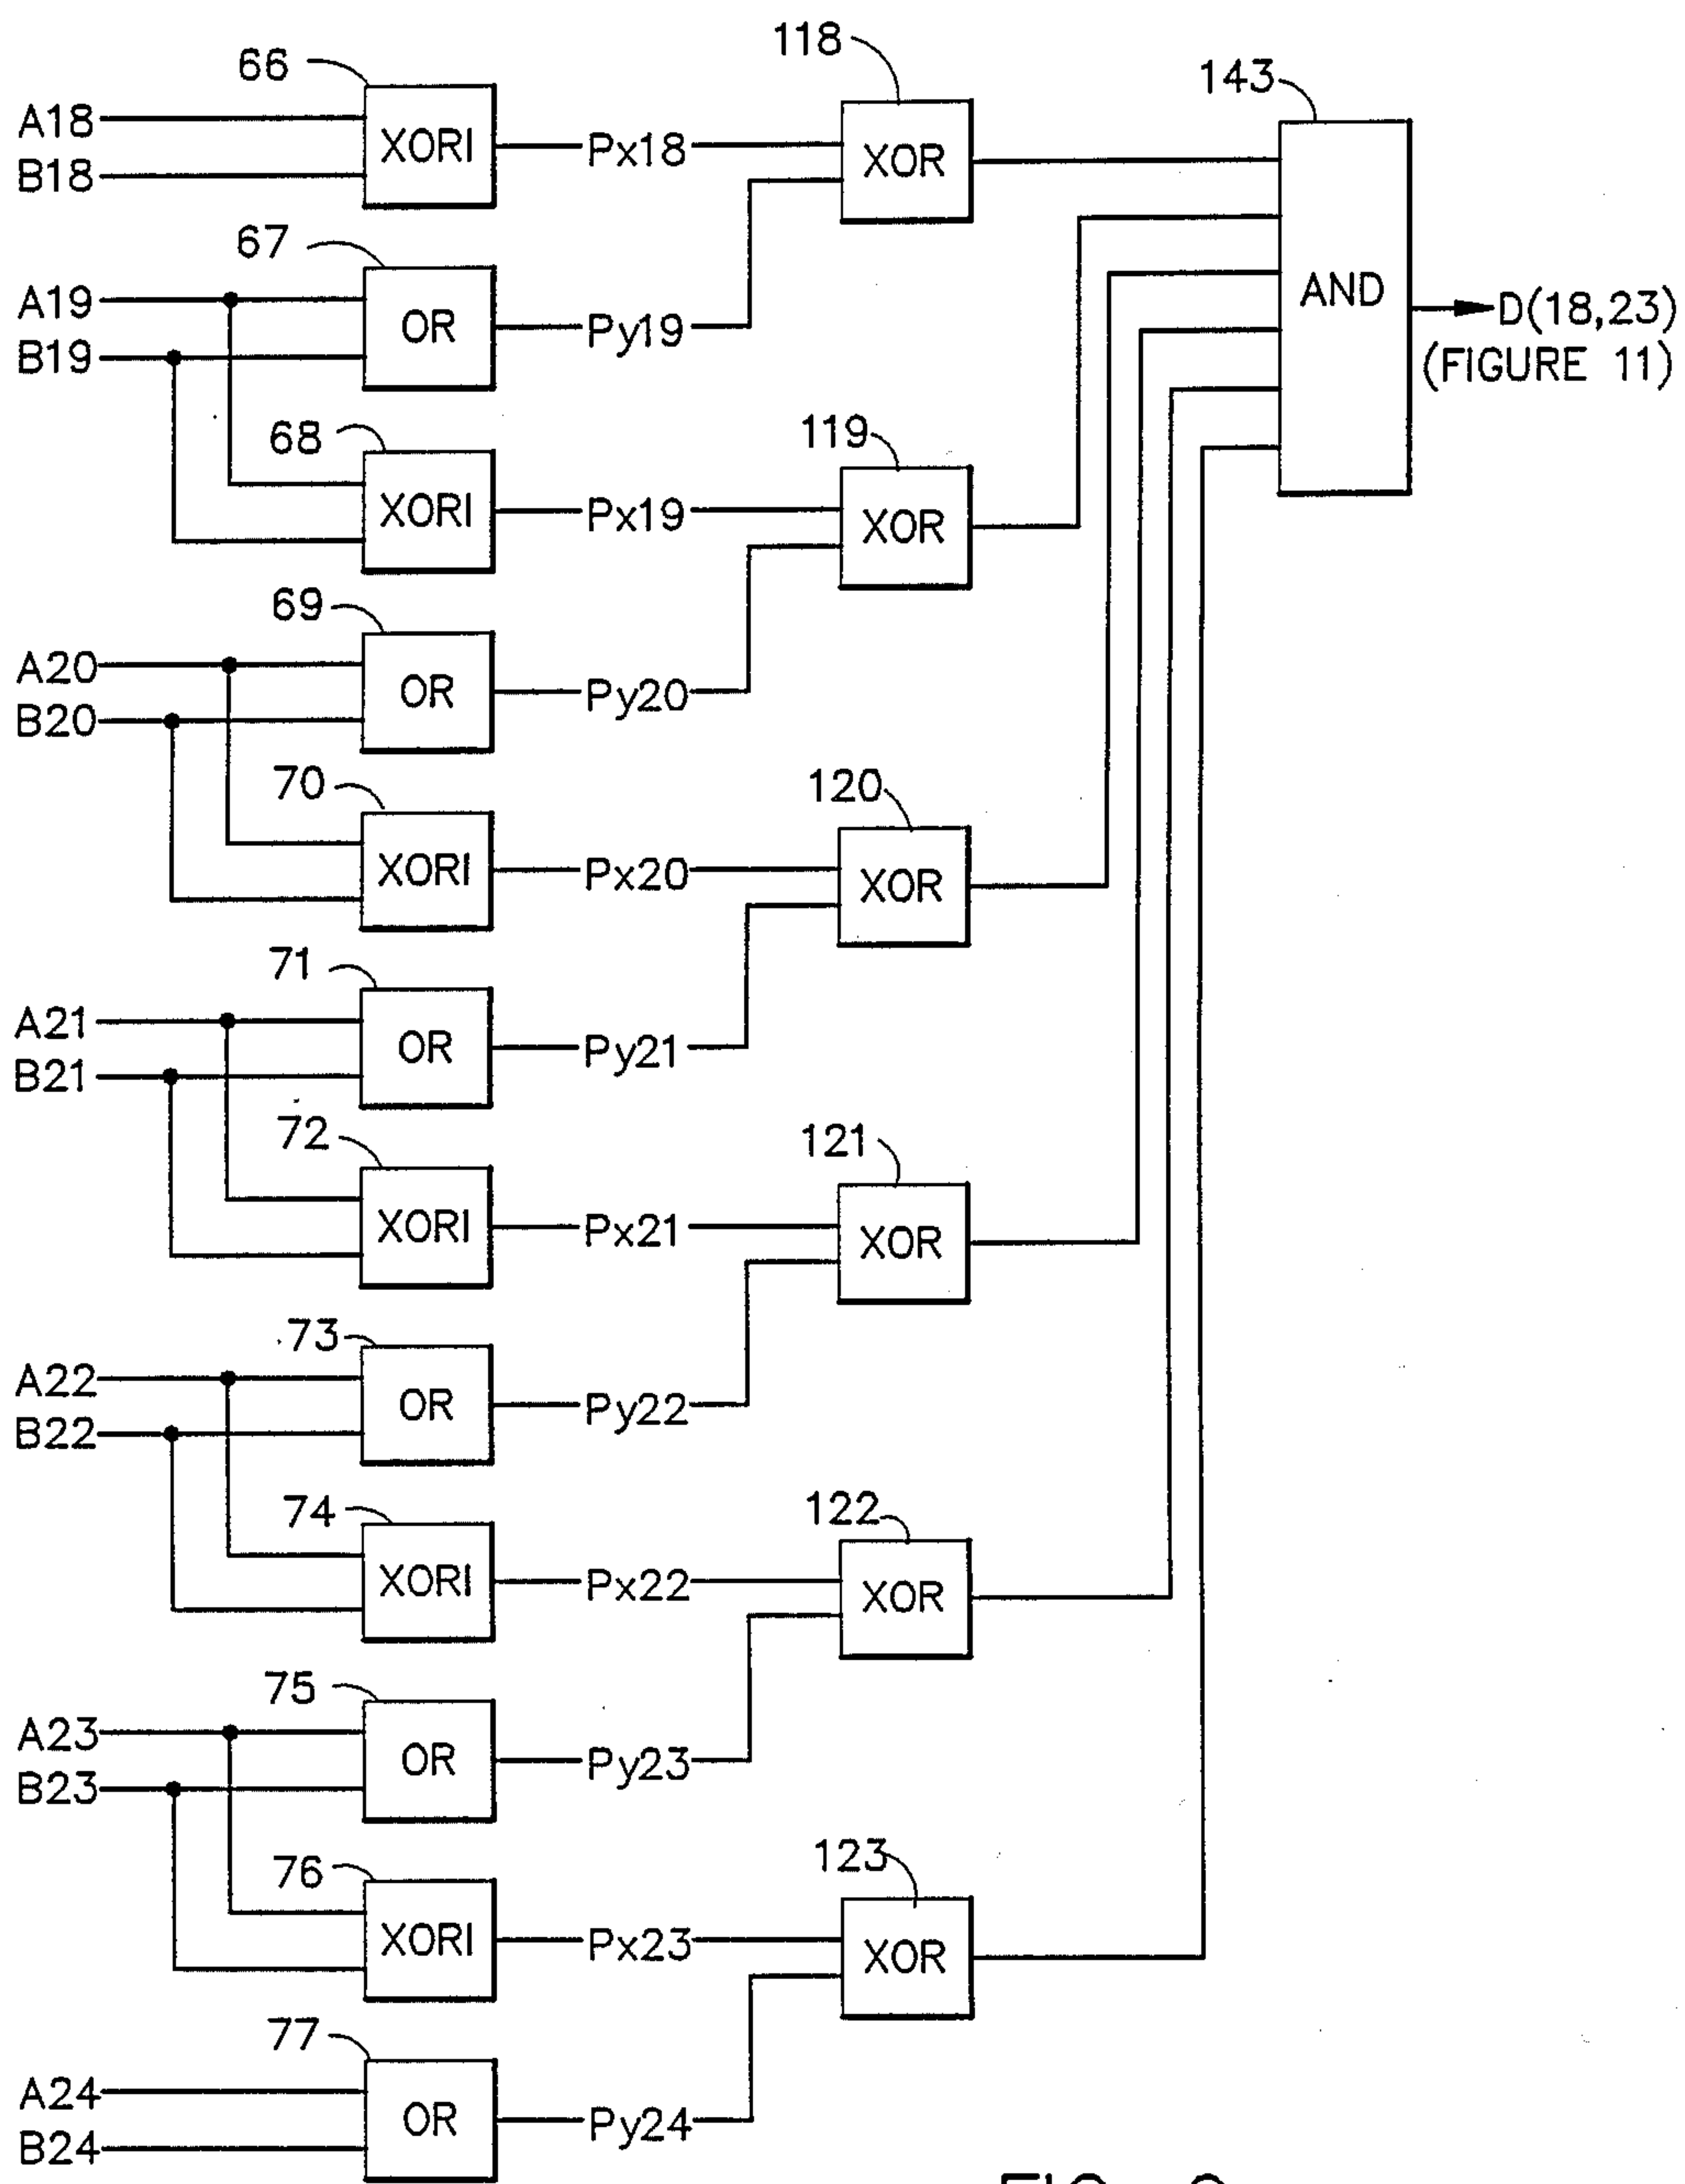 118
66
143
A18
XORI
Px18
XOR
B18
67
A19
OR
AND
D(18,23)
B19
Py19
(FIGURE 11)
68
119
XORI
Px19
XOR
69
A20
OR
Py20
B20
70
120
XORI
Px20
XOR
71
A21
OR
Py21
B21
72
121
XORI
Px21
XOR
73
A22
OR
Py22
B22
74
122
XORI
Px22
XOR
75
A23
OR
Py23
B23
76
123
XORI
Px23
XOR
77
A24
OR
Py24
B24